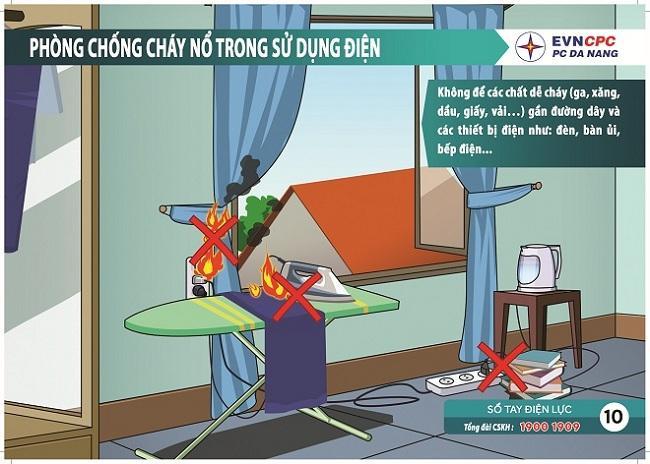 PHÒNG CHỐNG CHÁY NỔ TRONG SỬ DỤNG ĐIỆN
EVNCPC
PC DA NANG
Không để các chất dễ cháy (ga, xăng,
dầu, giấy, vải...) gần đường dây và
các thiết bị điện như: đèn, bàn ủi,
bếp điện...
SỔ TAY ĐIỆN LỰC
Tổng đài CSKH : 1900 1909
10